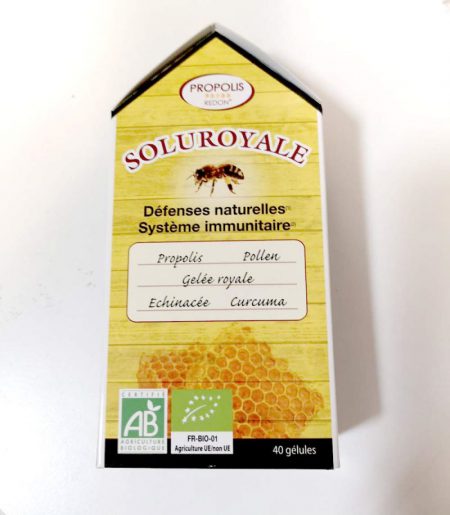 PROPOLIS
REDON®
SOLUROYALE
Défenses naturelles
Système immunitaire
Propolis Pollen
Gelée royale
Echinacée Curcuma
CERTIFIÉ
AB
AGRICULTURE
BIOLOGIQUE
FR-BIO-01
Agriculture UE/non UE
40 gélules